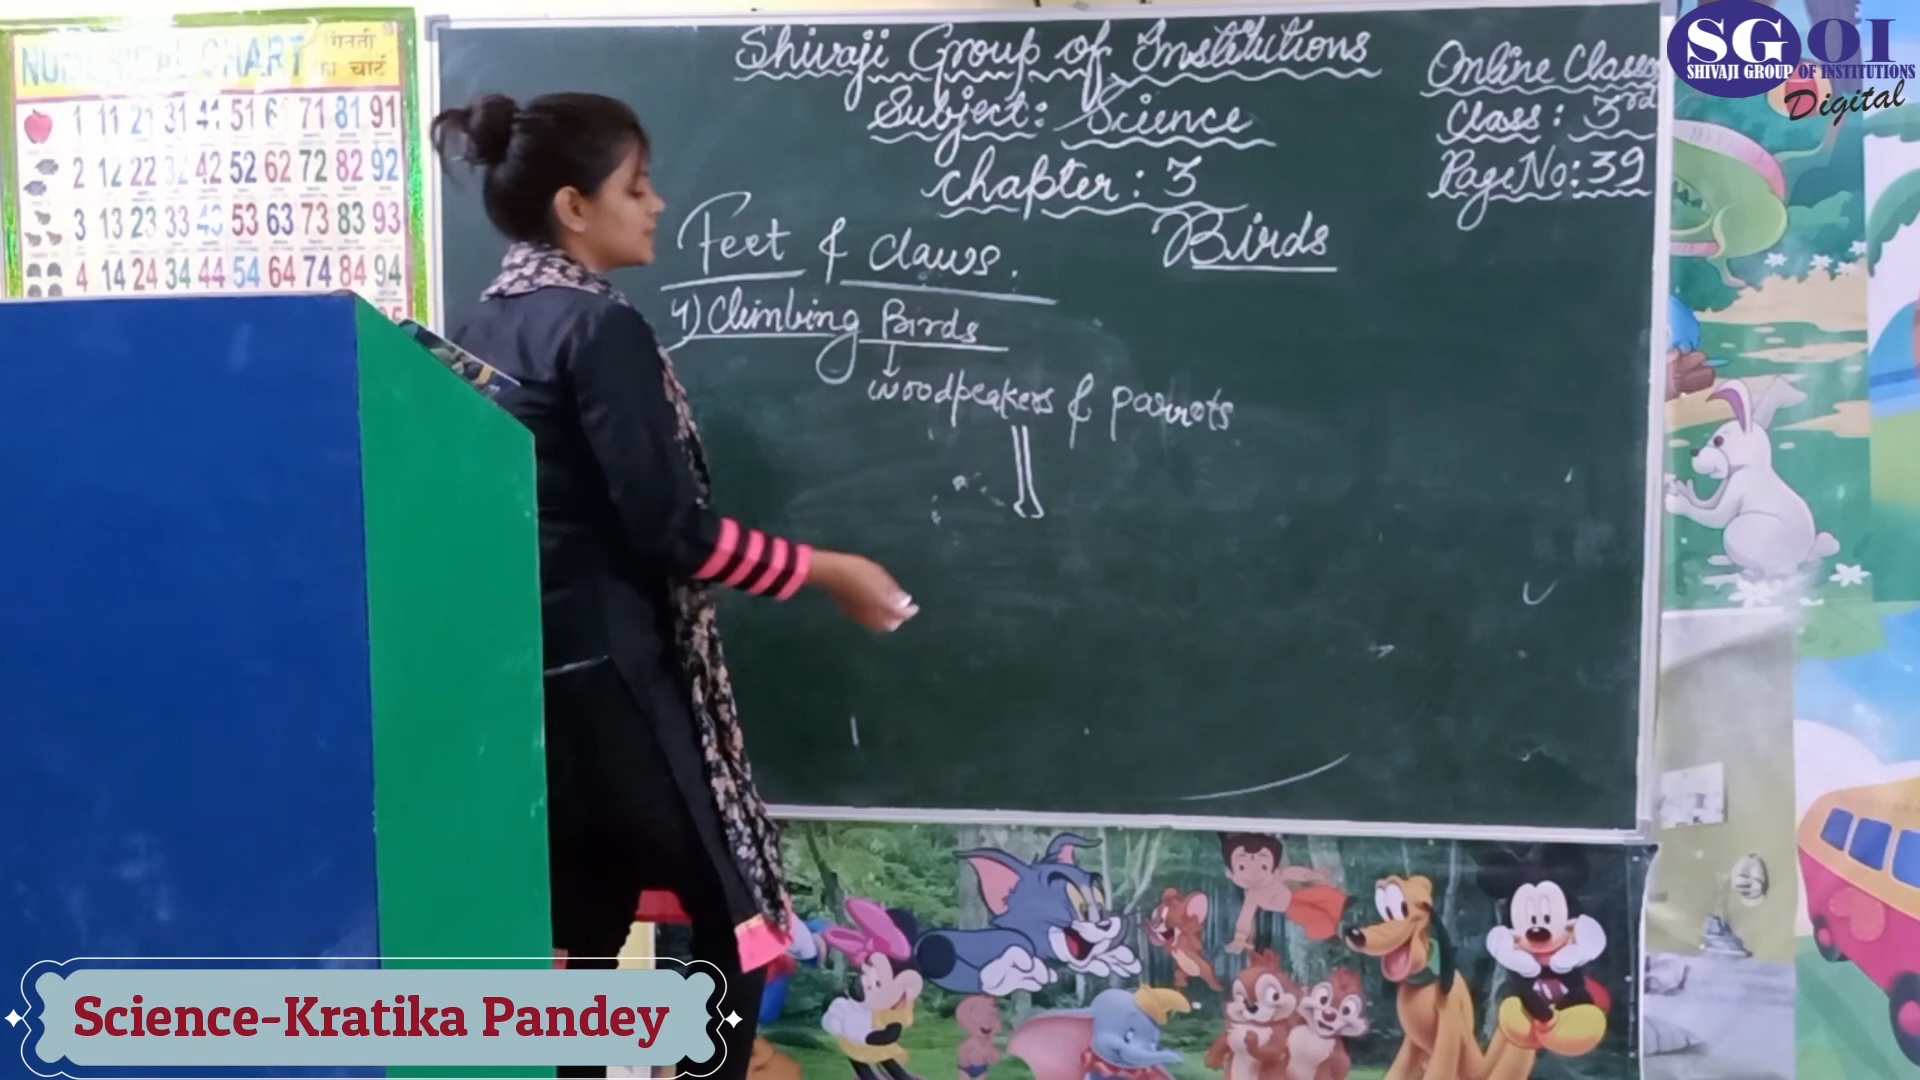 NUMERICAL CHART गिनती
का चार्ट
1 11 21 31 41 51 61 71 81 91
2 12 22 32 42 52 62 72 82 92
3 13 23 33 43 53 63 73 83 93
4 14 24 34 44 54 64 74 84 94
95
Shivaji Group of Institutions
Subject: Science
Chapter: 3
Online Classes
Class: 3rd
Page No: 39
Feet & Claws.
Birds
4) Climbing Birds
woodpeakers & parrots
SGOI
SHIVAJI GROUP OF INSTITUTIONS
Digital
Science-Kratika Pandey